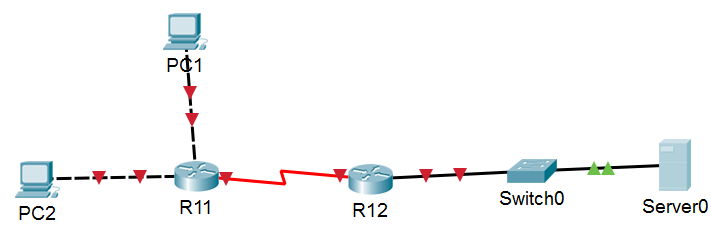 PC1
PC2
R11
R12
Switch0
Server0